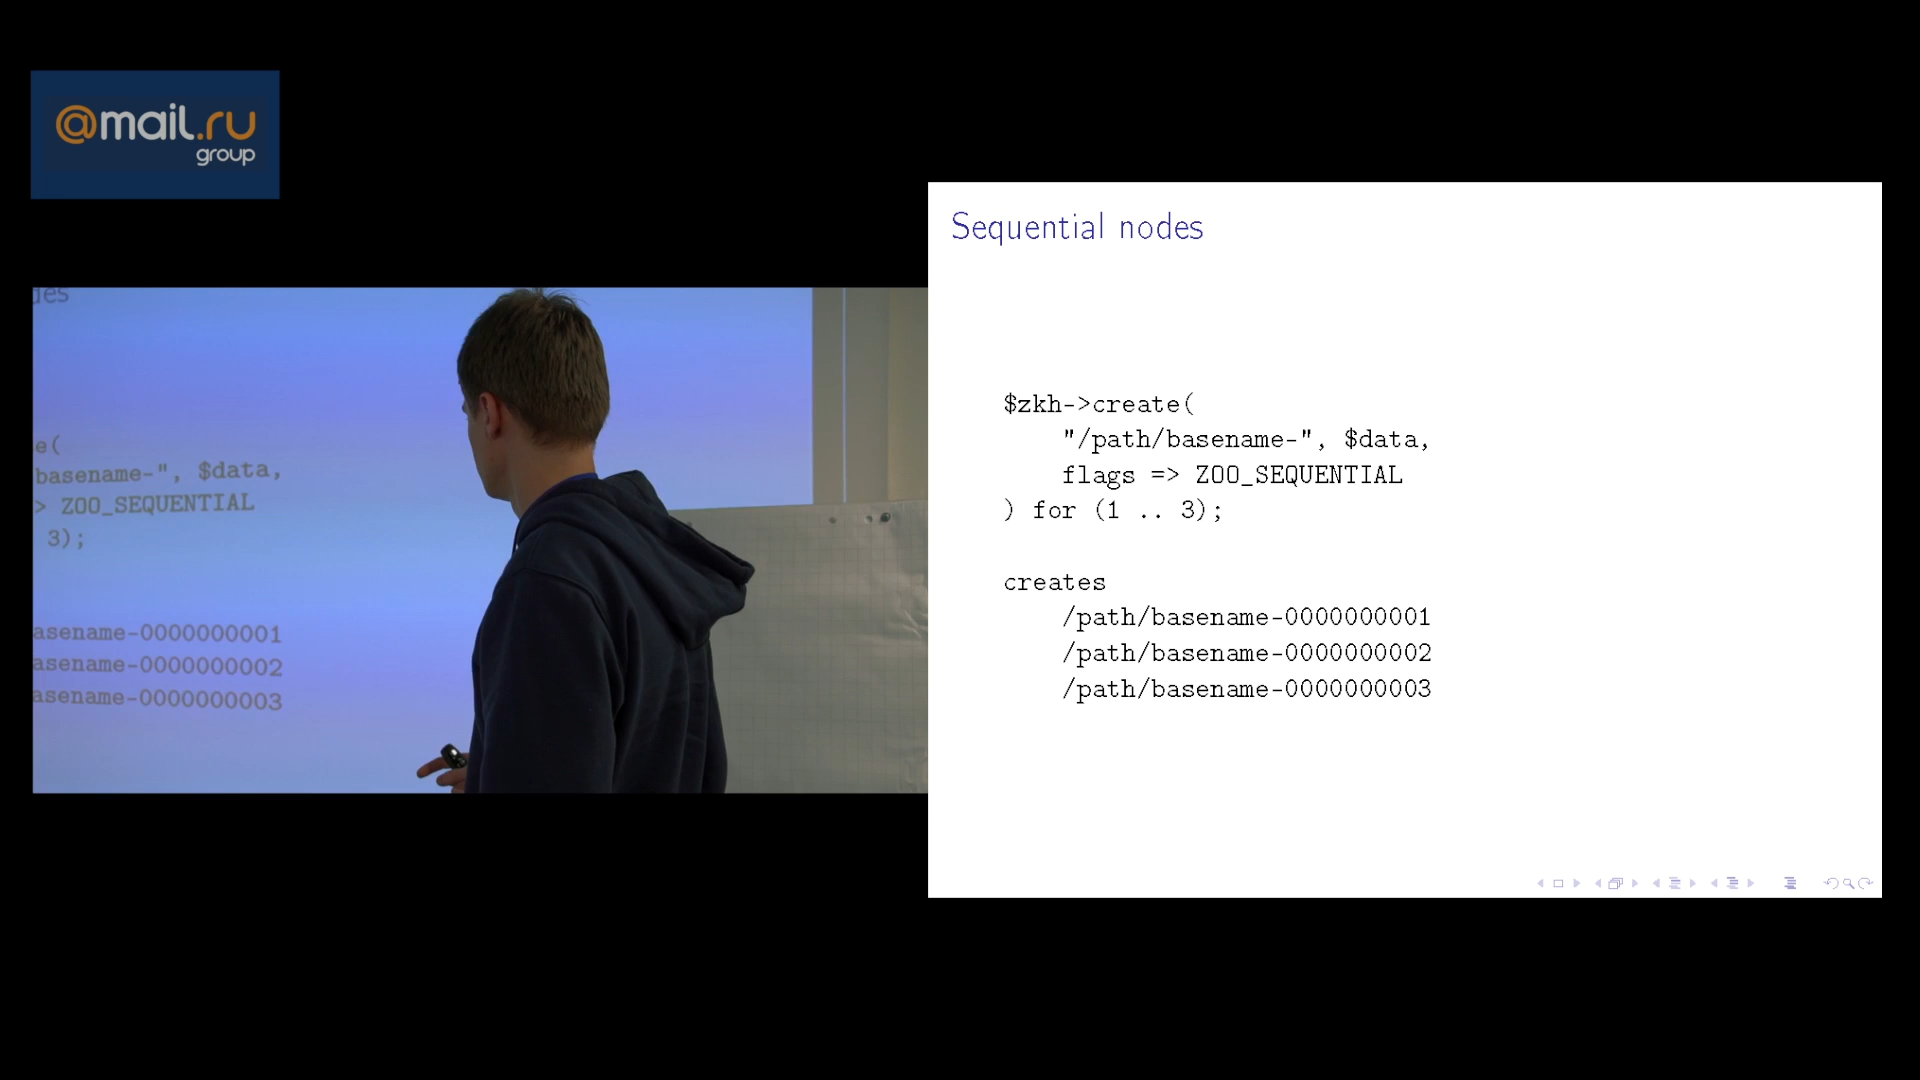 @mail.ru
group
Sequential nodes
$zkh->create(
"/path/basename-", $data,
flags => ZOO_SEQUENTIAL
) for (1 .. 3);
creates
/path/basename-0000000001
/path/basename-0000000002
/path/basename-0000000003
des
e(
basename-", $data,
> ZOO_SEQUENTIAL
3);
asename-0000000001
asename-0000000002
asename-0000000003